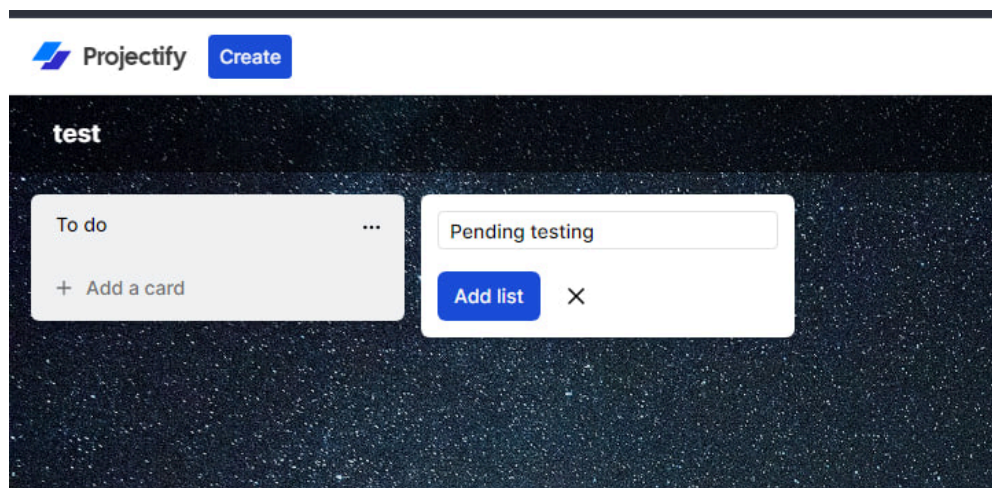 Projectify
Create
test
To do
...
+ Add a card
Pending testing
Add list